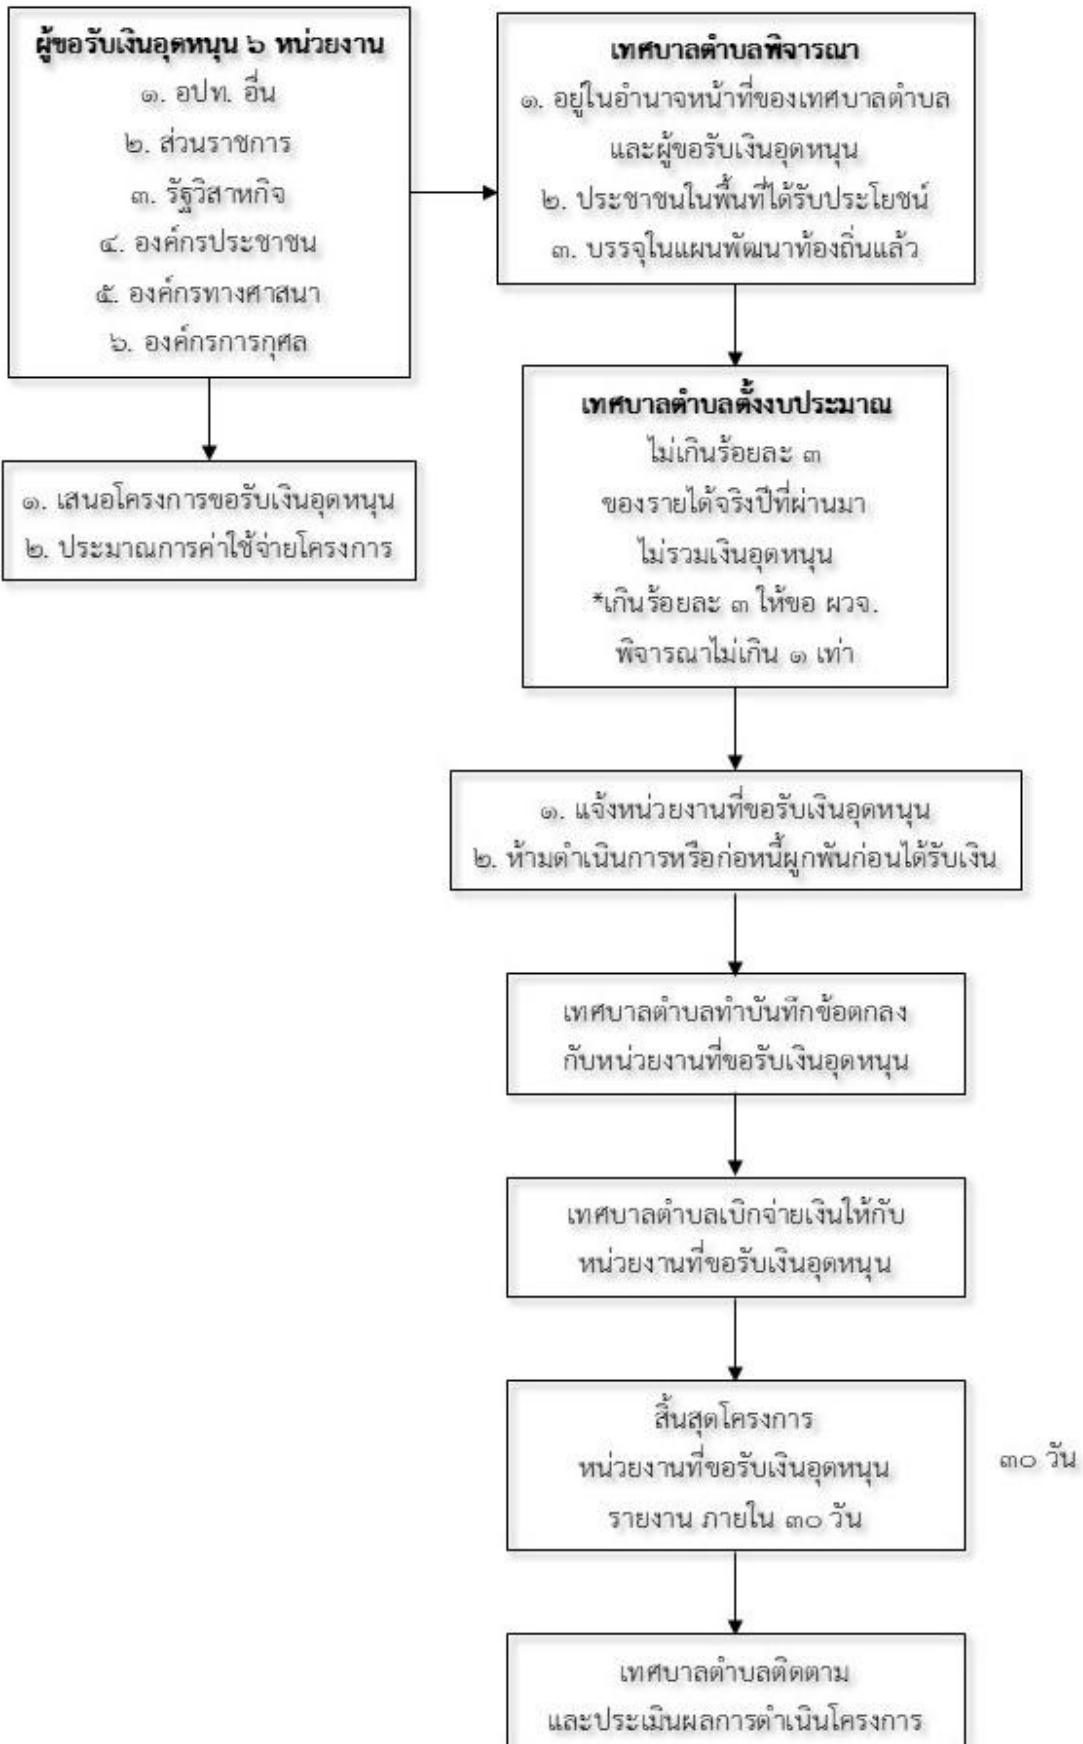 ผู้ขอรับเงินอุดหนุน ๖ หน่วยงาน
๑. อปท. อื่น
๒. ส่วนราชการ
๓. รัฐวิสาหกิจ
๔. องค์กรประชาชน
๕. องค์กรทางศาสนา
๖. องค์กรการกุศล
๑. เสนอโครงการขอรับเงินอุดหนุน
๒. ประมาณการค่าใช้จ่ายโครงการ
เทศบาลตำบลพิจารณา
๑. อยู่ในอำนาจหน้าที่ของเทศบาลตำบล
และผู้ขอรับเงินอุดหนุน
๒. ประชาชนในพื้นที่ได้รับประโยชน์
๓. บรรจุในแผนพัฒนาท้องถิ่นแล้ว
เทศบาลตำบลตั้งงบประมาณ
ไม่เกินร้อยละ ๓
ของรายได้จริงปีที่ผ่านมา
ไม่รวมเงินอุดหนุน
*เกินร้อยละ ๓ ให้ขอ ผวจ.
พิจารณาไม่เกิน ๑ เท่า
๑. แจ้งหน่วยงานที่ขอรับเงินอุดหนุน
๒. ห้ามดำเนินการหรือก่อหนี้ผูกพันก่อนได้รับเงิน
เทศบาลตำบลทำบันทึกข้อตกลง
กับหน่วยงานที่ขอรับเงินอุดหนุน
เทศบาลตำบลเบิกจ่ายเงินให้กับ
หน่วยงานที่ขอรับเงินอุดหนุน
สิ้นสุดโครงการ
หน่วยงานที่ขอรับเงินอุดหนุน
รายงาน ภายใน ๓๐ วัน
๓๐ วัน
เทศบาลตำบลติดตาม
และประเมินผลการดำเนินโครงการ